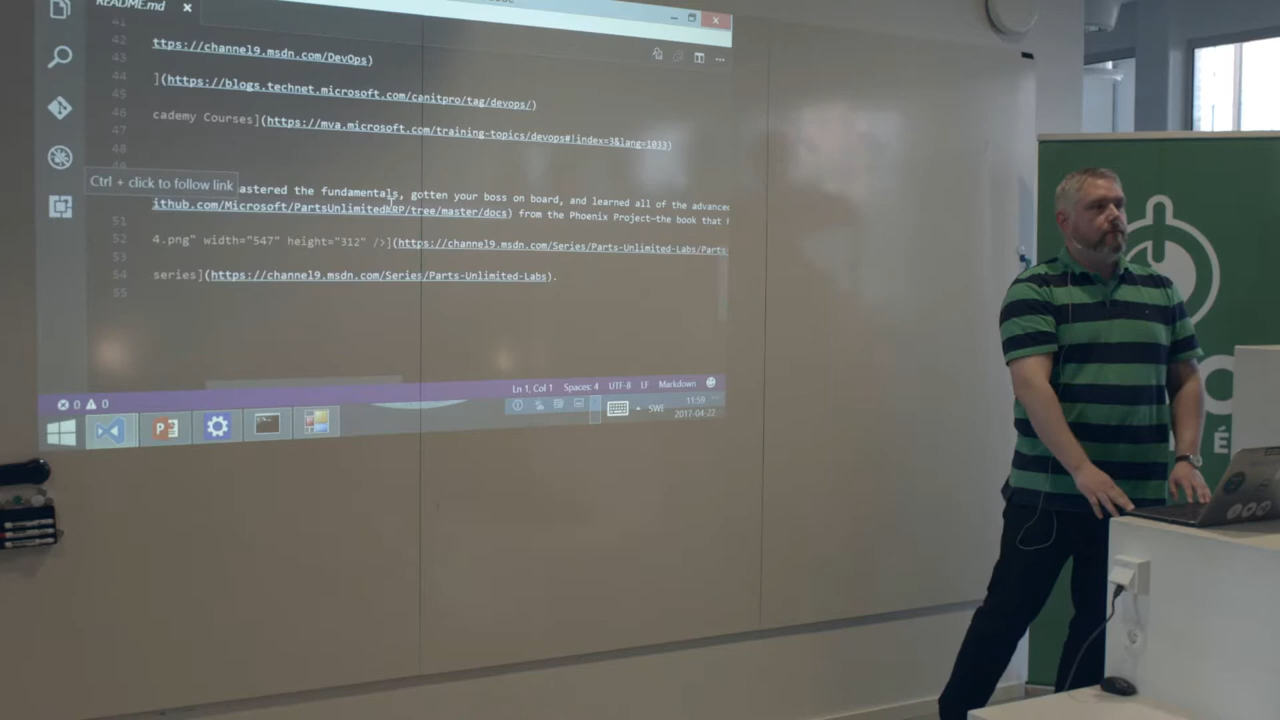 README.md
41
42
ttps://channel9.msdn.com/DevOps)
43
44
](https://blogs.technet.microsoft.com/canitpro/tag/devops/)
45
46 cademy Courses](https://mva.microsoft.com/training-topics/devops#!index=3&lang=1033)
47
48
49
Ctrl + click to follow link
astered the fundamentals, gotten your boss on board, and learned all of the advanced
ithub.com/Microsoft/PartsUnlimitedMRP/tree/master/docs) from the Phoenix Project—the book that
51
52 4.png" width="547" height="312" />](https://channel9.msdn.com/Series/Parts-Unlimited-Labs/Parts-
53
54 series](https://channel9.msdn.com/Series/Parts-Unlimited-Labs).
55
0 0
Ln 1, Col 1 Spaces: 4 UTF-8 LF Markdown
SWE
11:59
2017-04-22
O
É